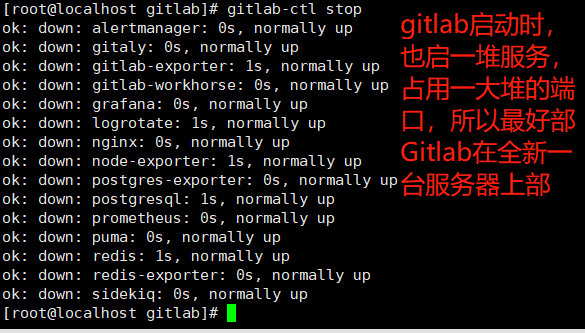 [root@localhost gitlab]# gitlab-ctl stop
ok: down: alertmanager: 0s, normally up
ok: down: gitaly: 0s, normally up
ok: down: gitlab-exporter: 1s, normally up
ok: down: gitlab-workhorse: 0s, normally up
ok: down: grafana: 0s, normally up
ok: down: logrotate: 1s, normally up
ok: down: nginx: 0s, normally up
ok: down: node-exporter: 1s, normally up
ok: down: postgres-exporter: 0s, normally up
ok: down: postgresql: 1s, normally up
ok: down: prometheus: 0s, normally up
ok: down: puma: 0s, normally up
ok: down: redis: 1s, normally up
ok: down: redis-exporter: 0s, normally up
ok: down: sidekiq: 0s, normally up
[root@localhost gitlab]#
gitlab启动时，
也启一堆服务，
占用一大堆的端
口，所以最好部
Gitlab在全新一
台服务器上部